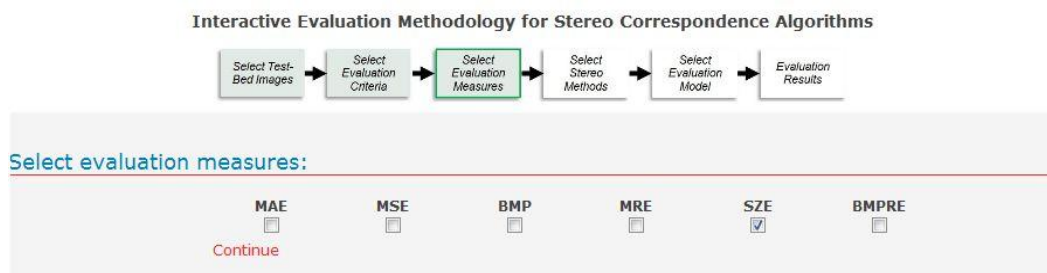 Interactive Evaluation Methodology for Stereo Correspondence Algorithms
Select Test-
Bed Images
Select
Evaluation
Criteria
Select
Evaluation
Measures
Select
Stereo
Methods
Select
Evaluation
Model
Evaluation
Results
Select evaluation measures:
MAE MSE BMP MRE SZE BMPRE
Continue